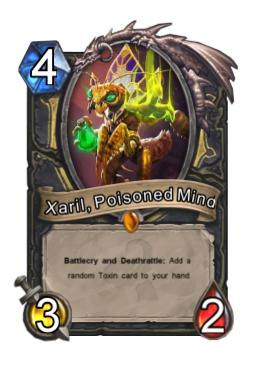 4
Xaril, Poisoned Mind
Battlecry and Deathrattle: Add a
random Toxin card to your hand
3
2